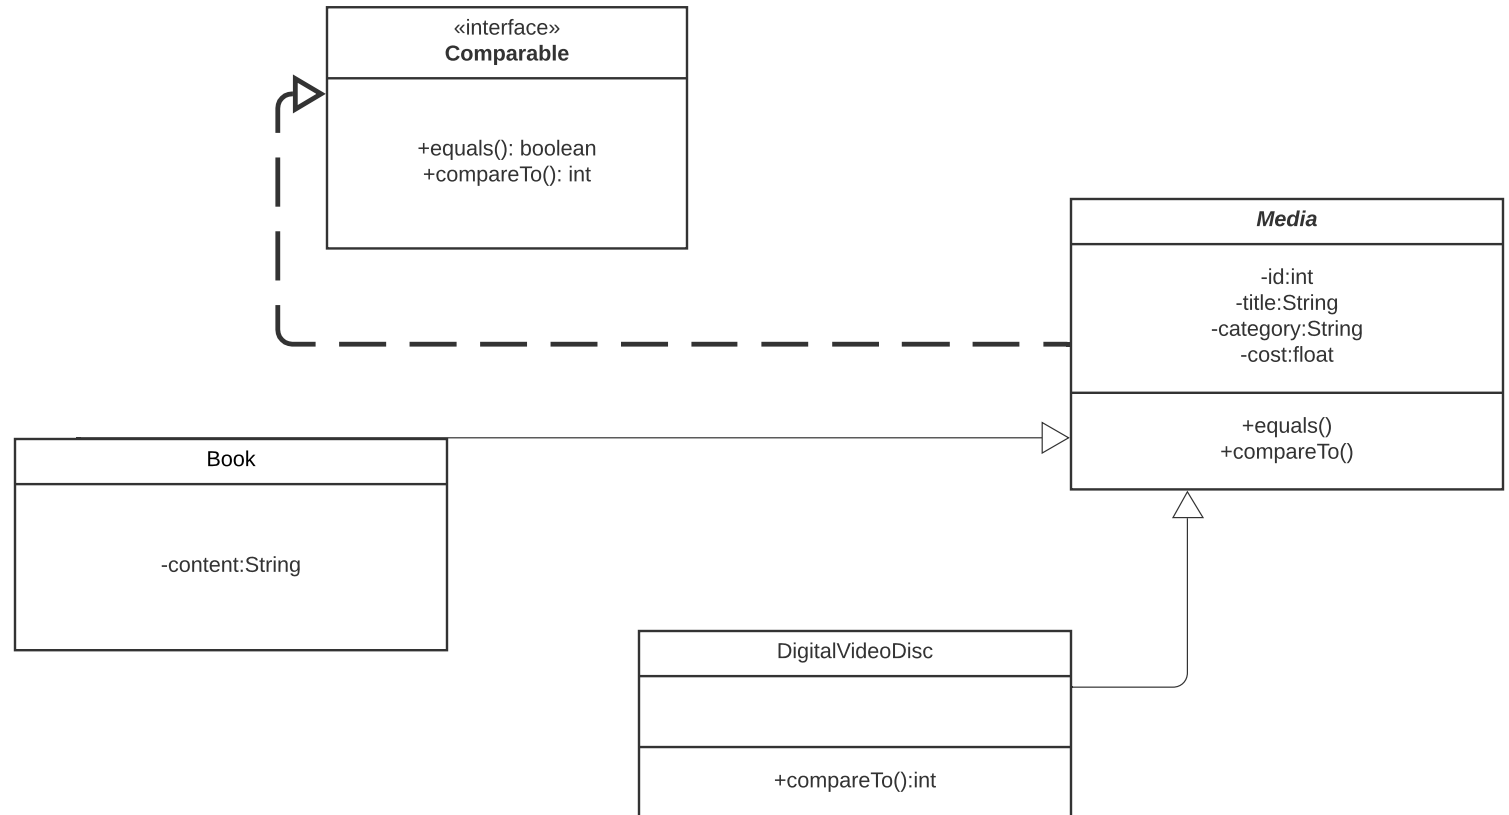 «interface»
Comparable
+equals(): boolean
+compareTo(): int
Media
-id:int
-title:String
-category:String
-cost:float
+equals()
+compareTo()
Book
-content:String
DigitalVideoDisc
+compareTo():int